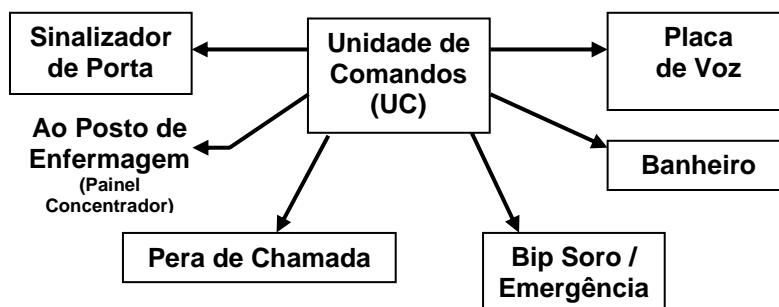 Sinalizador
de Porta
Unidade de
Comandos
(UC)
Placa
de Voz
Ao Posto de
Enfermagem
(Painel
Concentrador)
Banheiro
Pera de Chamada
Bip Soro /
Emergência